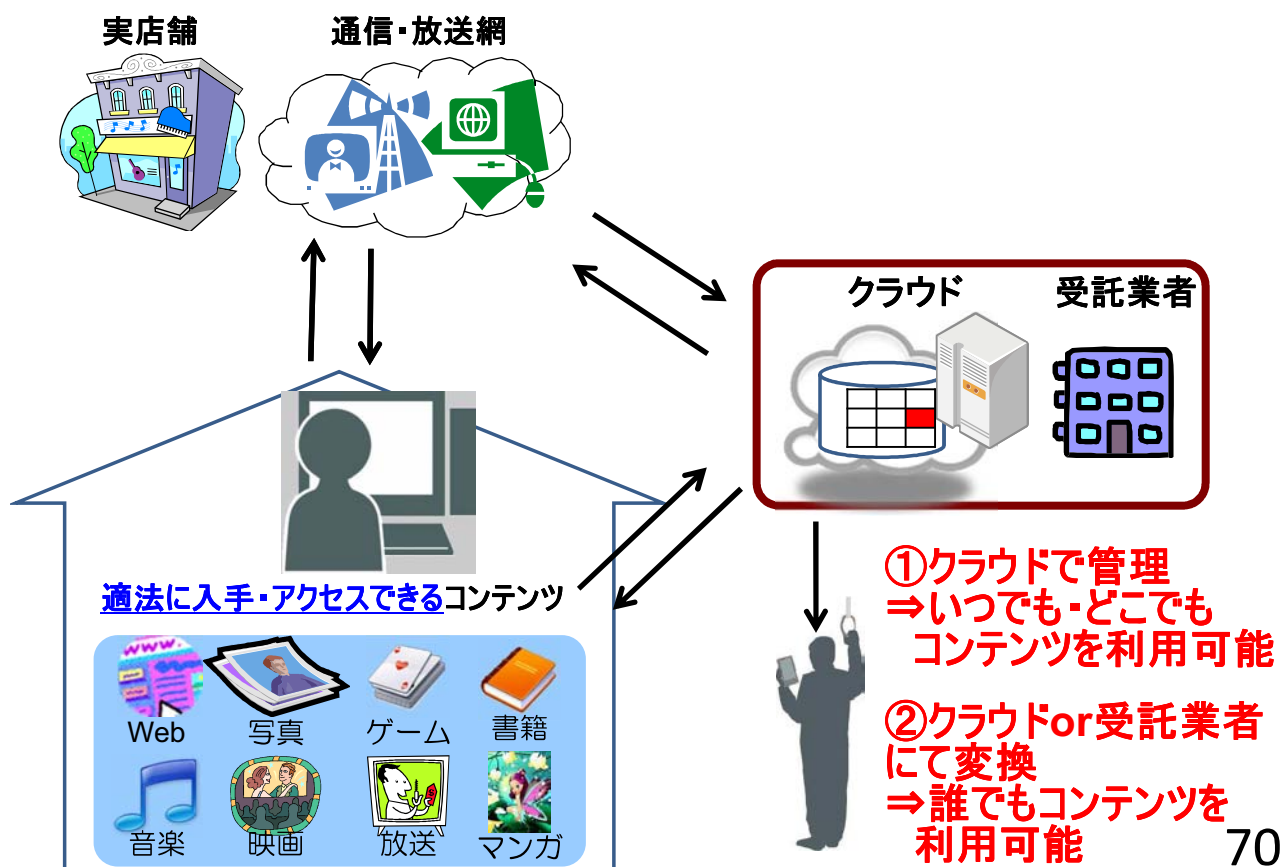 実店舗
通信・放送網
クラウド
受託業者
適法に入手・アクセスできるコンテンツ
www.
Web
写真
ゲーム
書籍
音楽
映画
放送
マンガ
①クラウドで管理
⇒いつでも・どこでも
コンテンツを利用可能
②クラウドor受託業者
にて変換
⇒誰でもコンテンツを
利用可能
70